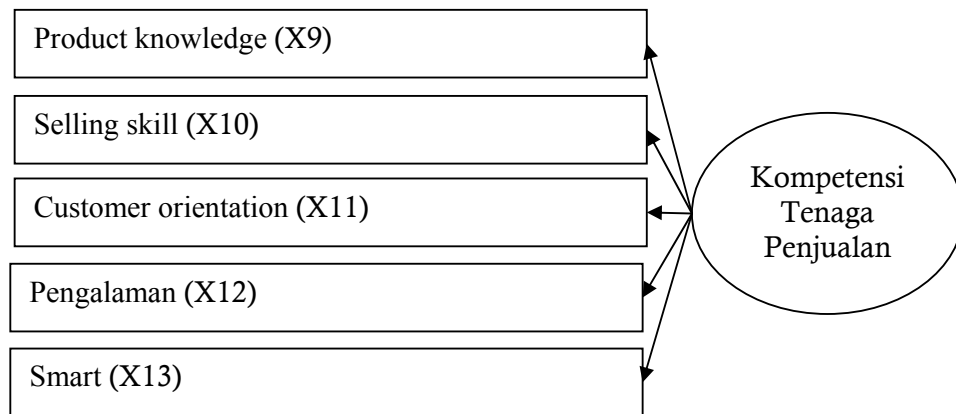 Product knowledge (X9)
Selling skill (X10)
Customer orientation (X11)
Pengalaman (X12)
Smart (X13)
Kompetensi
Tenaga
Penjualan